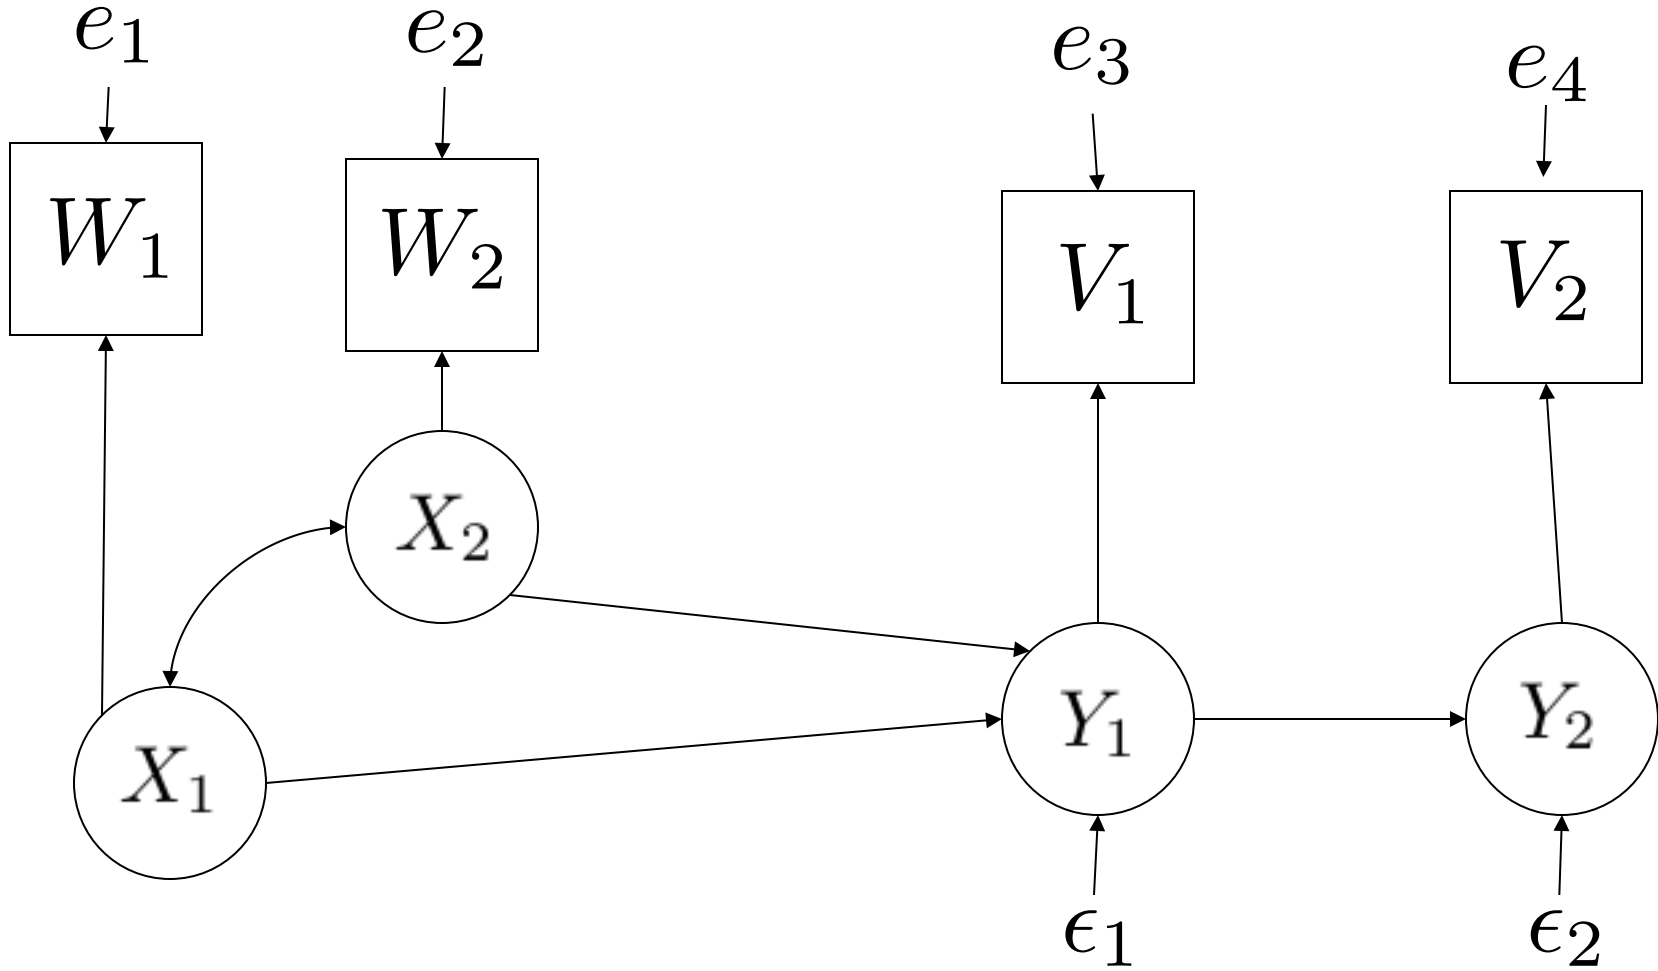 e₁ e₂ e₃ e₄
W₁ W₂ V₁ V₂
X₂
X₁ Y₁ Y₂
ϵ₁ ϵ₂